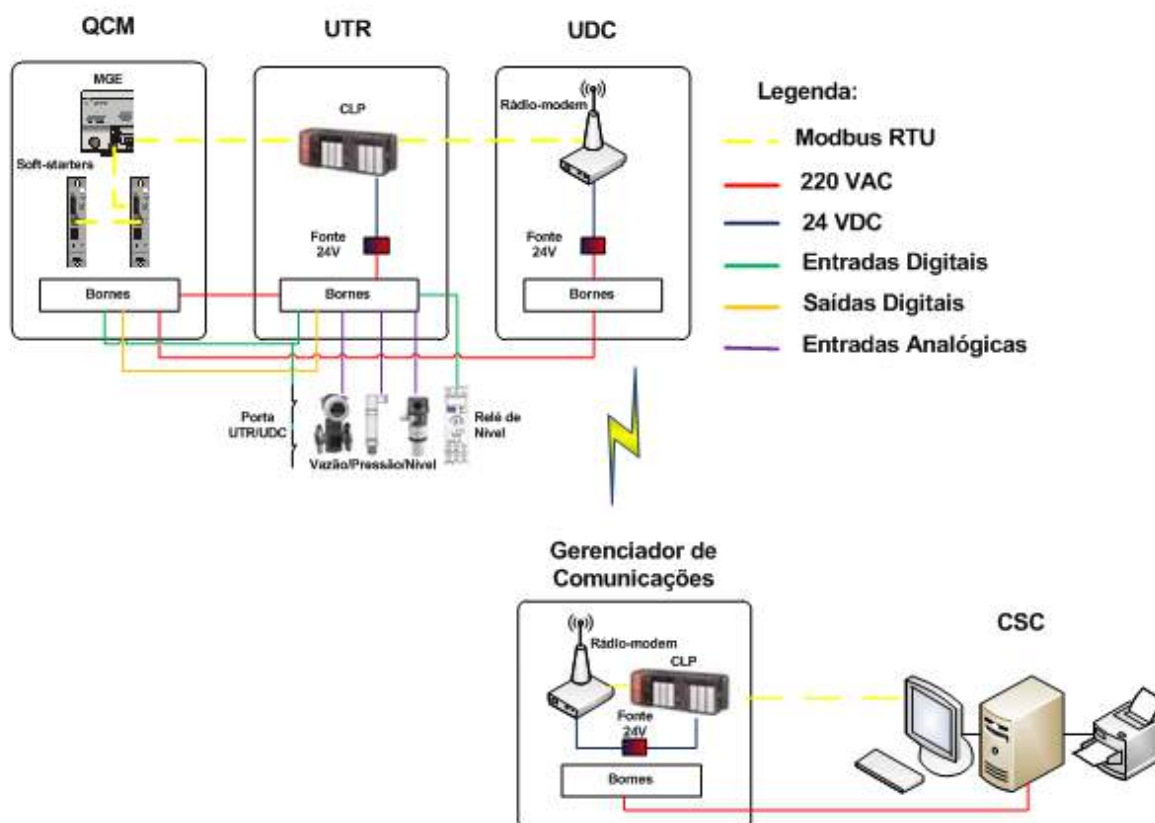 QCM
UTR
UDC
MGE
CLP
Rádio-modem
Soft-starters
Fonte
24V
Fonte
24V
Bornes
Bornes
Bornes
Legenda:
Modbus RTU
220 VAC
24 VDC
Entradas Digitais
Saídas Digitais
Entradas Analógicas
Porta
UTR/UDC
Vazão/Pressão/Nivel
Relé de
Nivel
Gerenciador de
Comunicações
CSC
Rádio-modem
CLP
Fonte
24V
Bornes